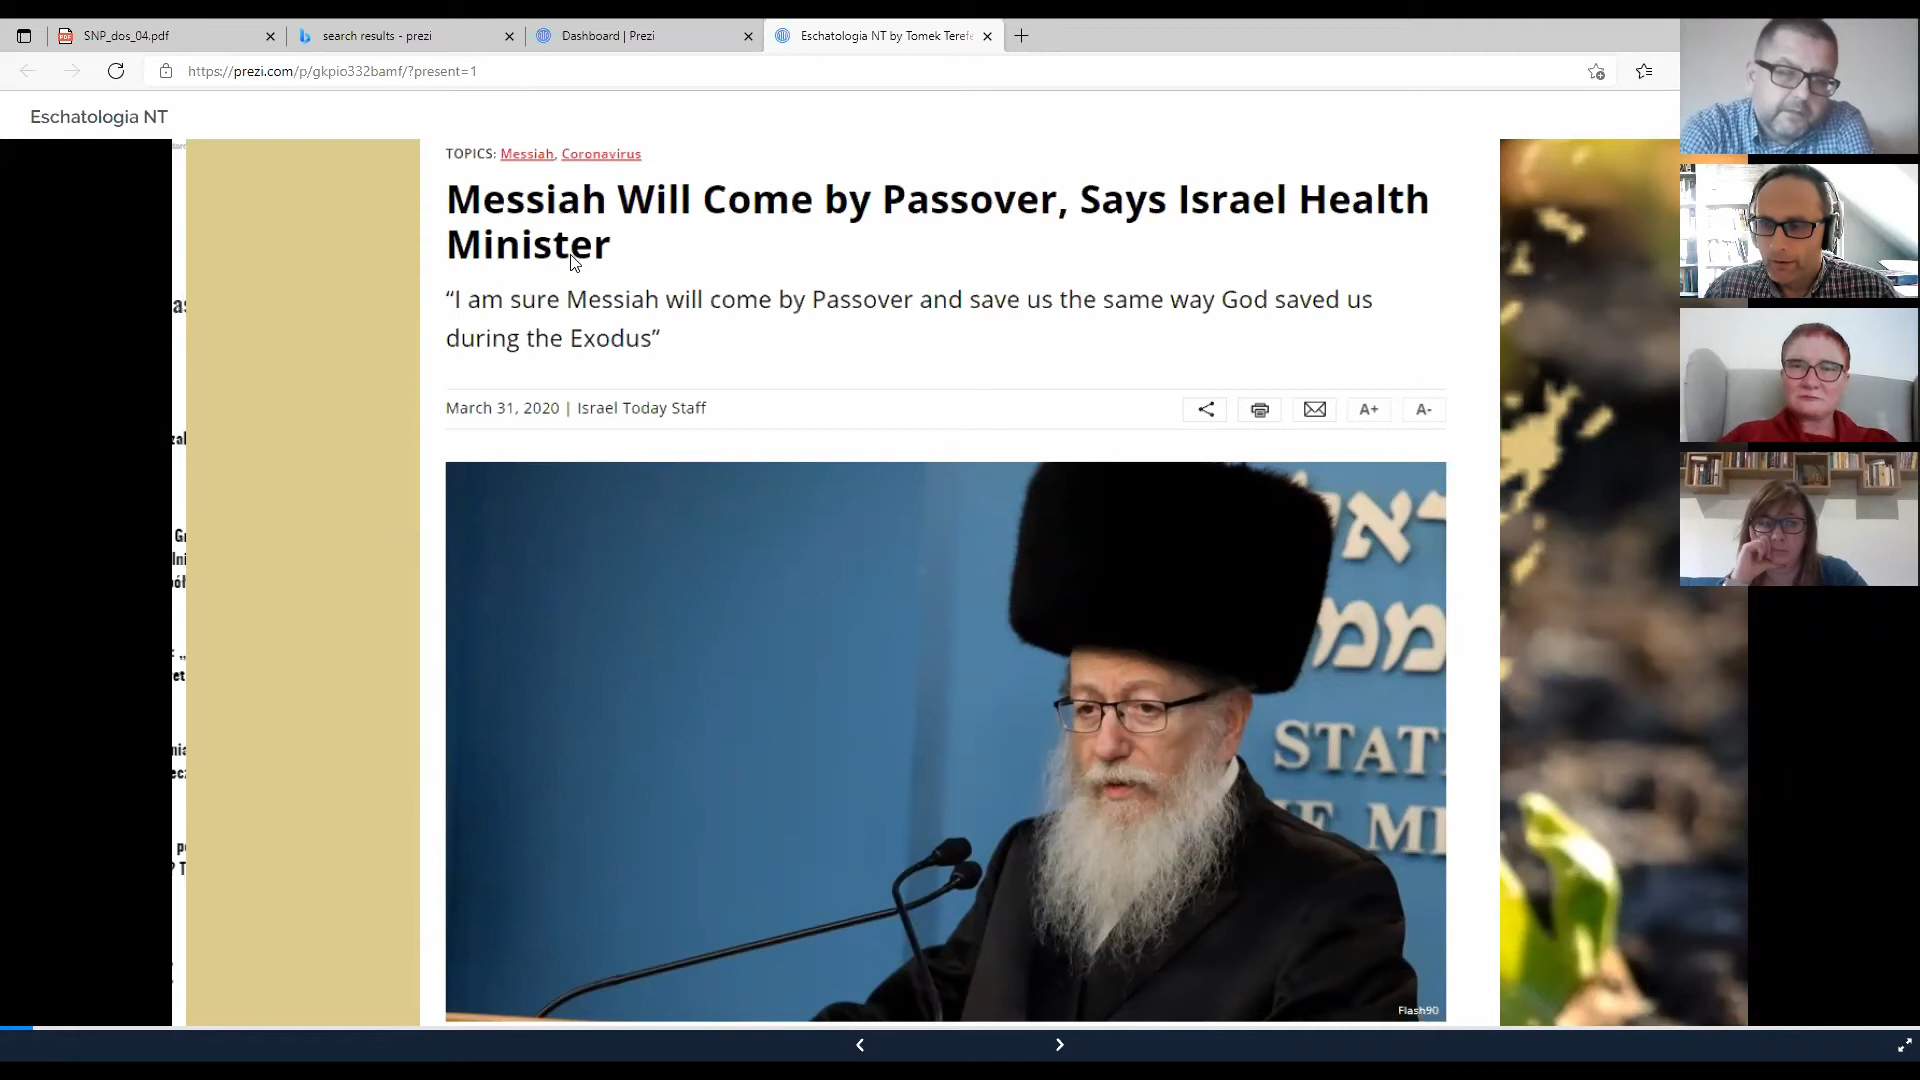 SNP_dos_04.pdf
search results - prezi
Dashboard | Prezi
Eschatologia NT by Tomek Terefe
https://prezi.com/p/gkpio332bamf/?present=1
Eschatologia NT
TOPICS: Messiah, Coronavirus
Messiah Will Come by Passover, Says Israel Health
Minister
“I am sure Messiah will come by Passover and save us the same way God saved us
during the Exodus”
March 31, 2020 | Israel Today Staff
A+
A-
STAT
ME MI
Flash90